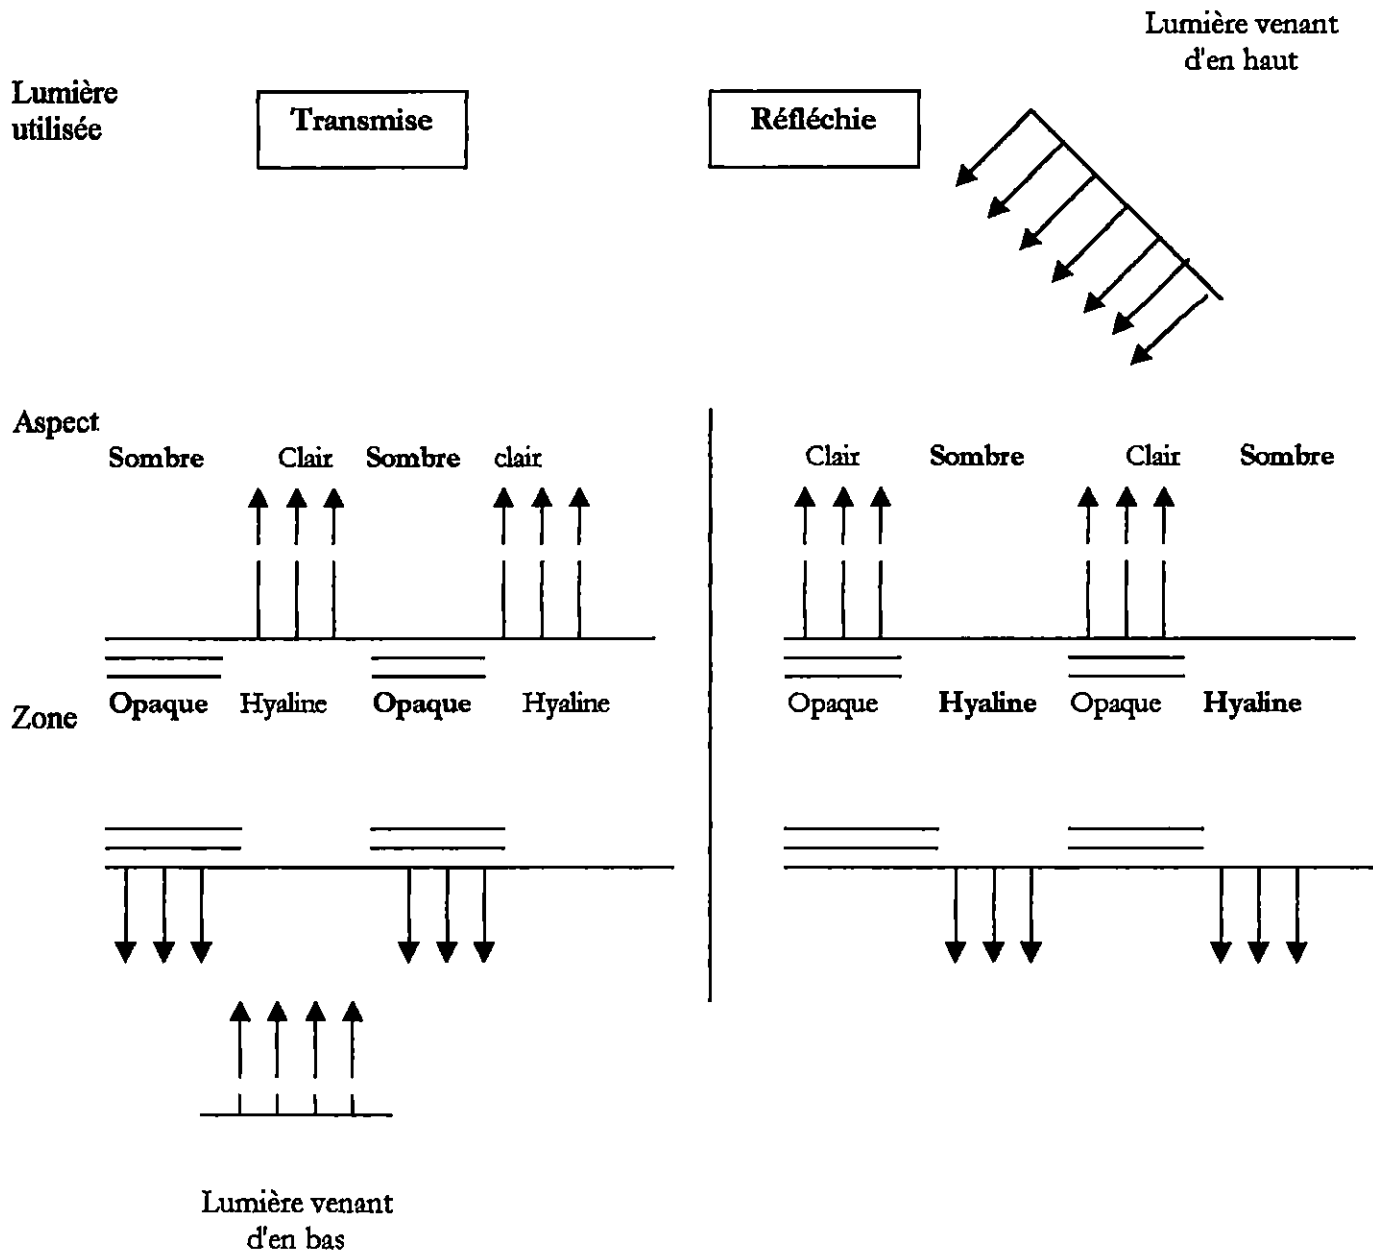 Lumière venant
d'en haut
Lumière
utilisée
Transmise
Réfléchie
Aspect
Sombre Clair Sombre clair
Clair Sombre Clair Sombre
Zone
Opaque Hyaline Opaque Hyaline
Opaque Hyaline Opaque Hyaline
Lumière venant
d'en bas